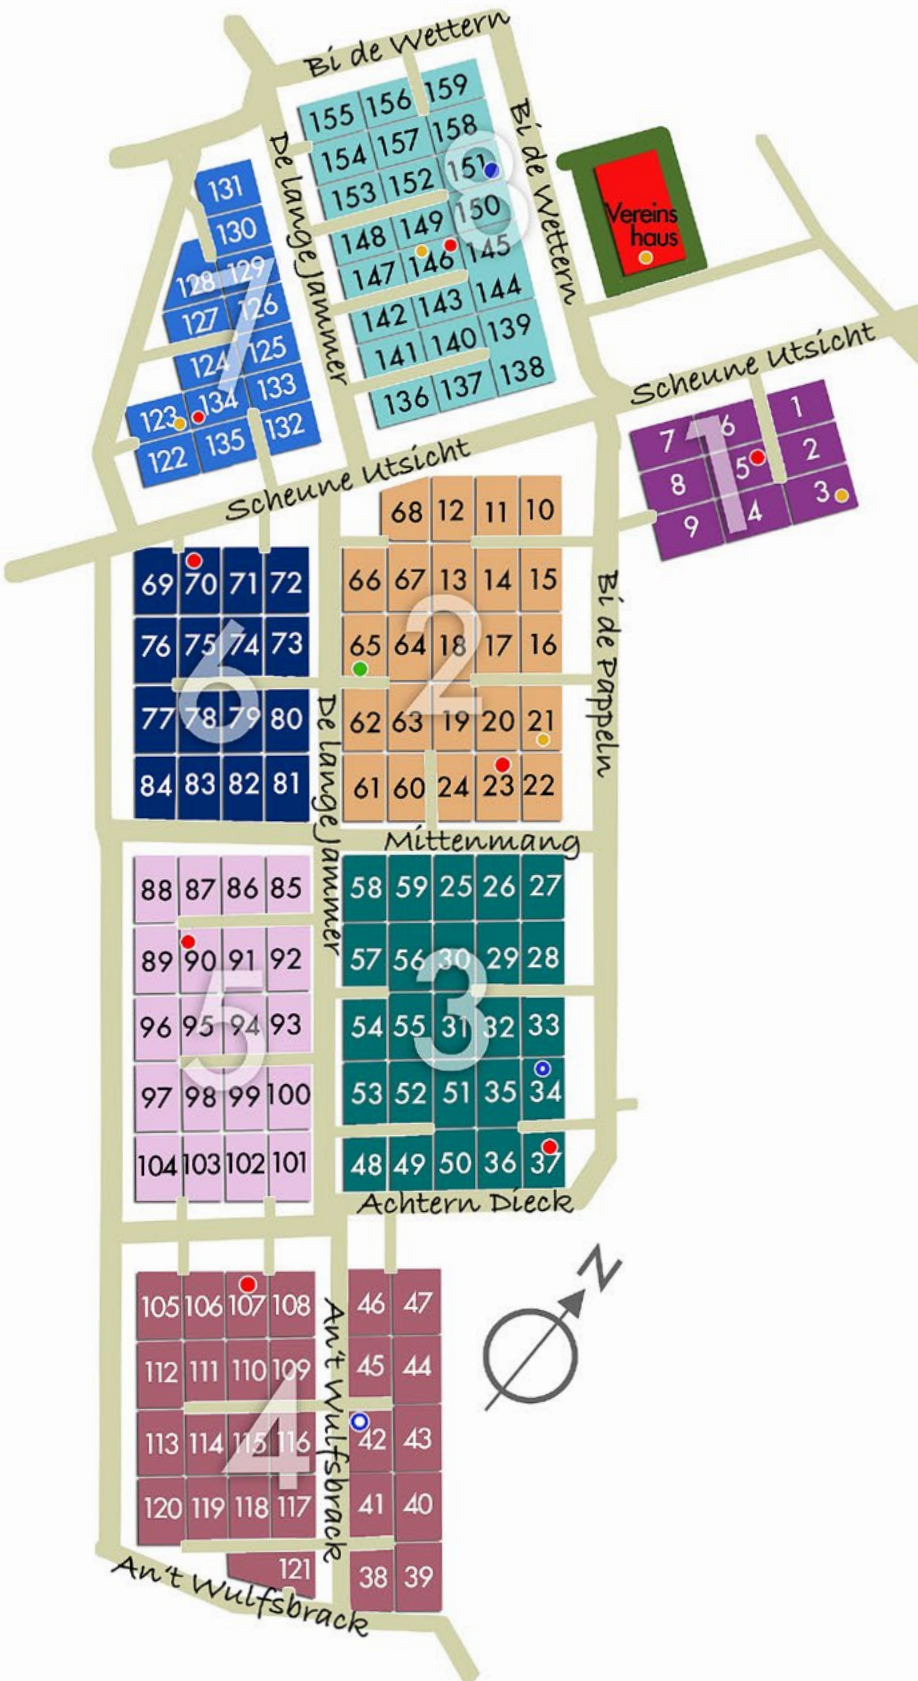 Bi de Wettern
155 156 159
154 157 158
153 152 151
148 149 150
147 146 145
142 143 144
141 140 139
136 137 138
8
De lange Jammer
Bi de Wettern
Vereins
haus
131
130
128 129
127 126
124 125
123 134 133
122 135 132
7
Scheune Utsicht
Scheune Utsicht
7 6 1
8 5 2
9 4 3
1
68 12 11 10
66 67 13 14 15
65 64 18 17 16
62 63 19 20 21
61 60 24 23 22
2
Bi de Pappeln
69 70 71 72
76 75 74 73
77 78 79 80
84 83 82 81
6
De lange Jammer
Mittenmang
88 87 86 85
89 90 91 92
96 95 94 93
97 98 99 100
104 103 102 101
5
58 59 25 26 27
57 56 30 29 28
54 55 31 32 33
53 52 51 35 34
48 49 50 36 37
3
Achtern Dieck
105 106 107 108
112 111 110 109
113 114 115 116
120 119 118 117
121
4
An't Wulfsbrack
46 47
45 44
42 43
41 40
38 39
An't Wulfsbrack
N